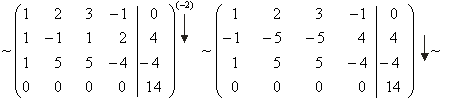 ~ ( 1 2 3 −1 | 0 ) (−2) ~ ( 1 2 3 −1 | 0 )
( 1 −1 1 2 | 4 ) ↓ ( −1 −5 −5 4 | 4 )
( 1 5 5 −4 | −4 ) ( 1 5 5 −4 | −4 ) ↓ ~
( 0 0 0 0 | 14 ) ( 0 0 0 0 | 14 )